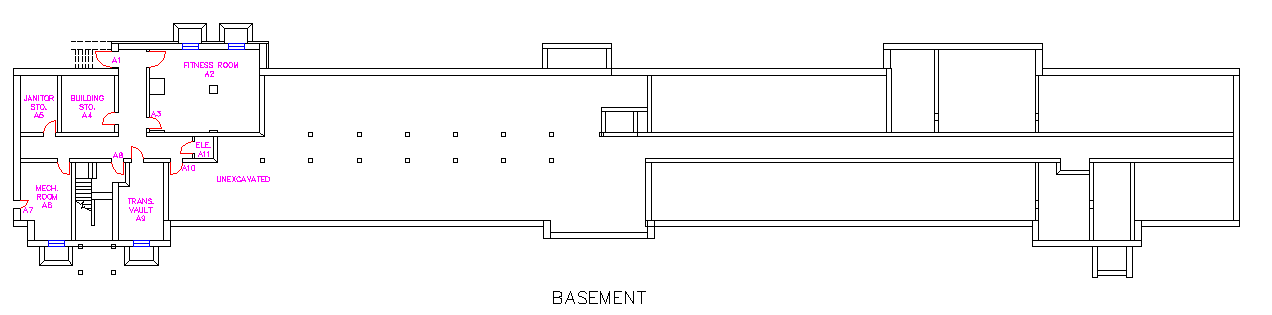 A1
FITNESS ROOM
A2
JANITOR
STO.
A5
BUILDING
STO.
A4
A3
ELE.
A11
A8
A10
UNEXCAVATED
MECH.
ROOM
A6
A7
TRANS.
VAULT
A9
BASEMENT